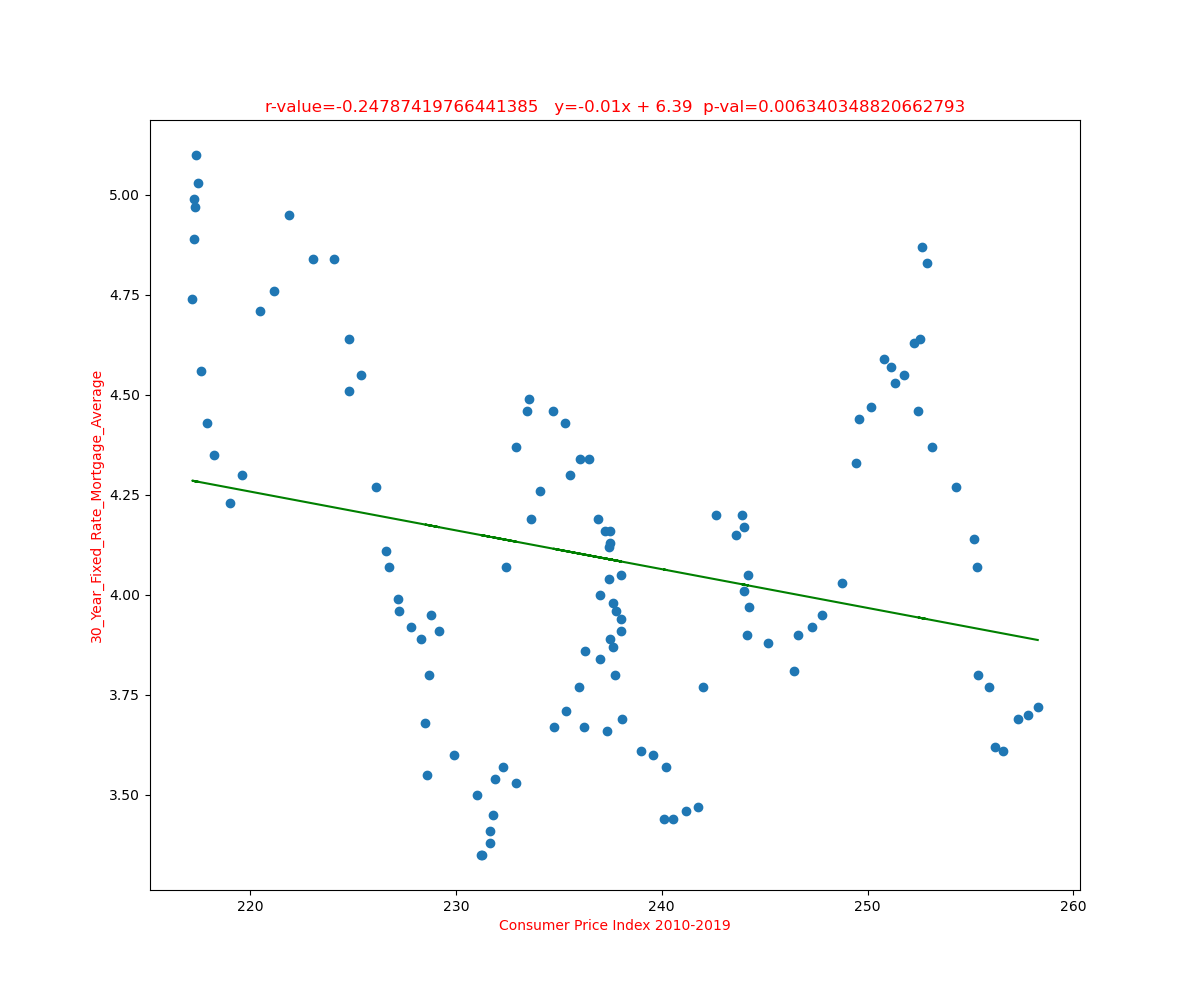 r-value=-0.24787419766441385   y=-0.01x + 6.39  p-val=0.006340348820662793
5.00
4.75
4.50
4.25
4.00
3.75
3.50
30_Year_Fixed_Rate_Mortgage_Average
220 230 240 250 260
Consumer Price Index 2010-2019